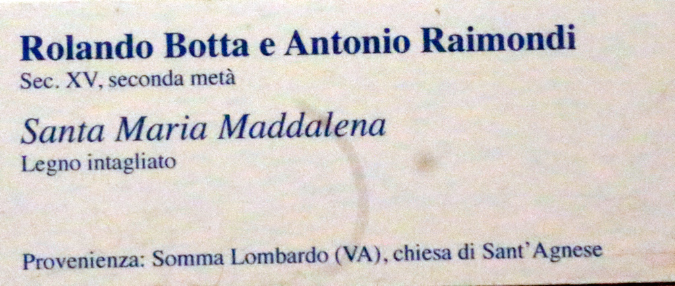 Rolando Botta e Antonio Raimondi
Sec. XV, seconda metà
Santa Maria Maddalena
Legno intagliato
Provenienza: Somma Lombardo (VA), chiesa di Sant'Agnese